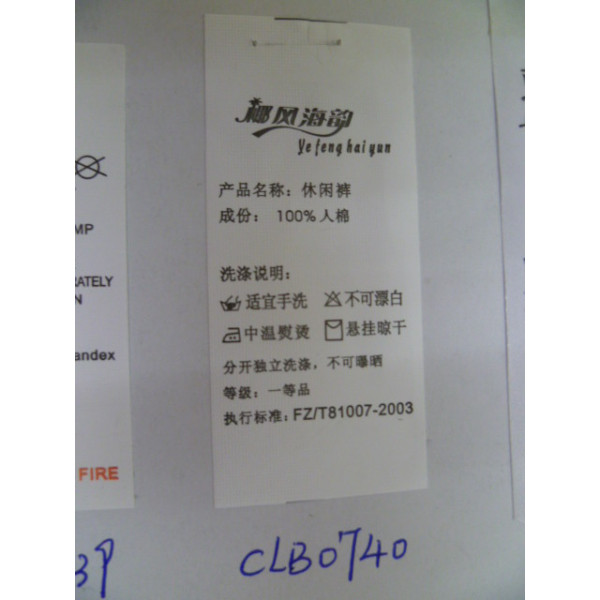 椰风海韵
Ye feng hai yun
产品名称：休闲裤
成份：100%人棉
洗涤说明：
适宜手洗 不可漂白
中温熨烫 悬挂晾干
分开独立洗涤，不可曝晒
等级：一等品
执行标准：FZ/T81007-2003
CLB0740
MP
ATELY
N
andex
FIRE